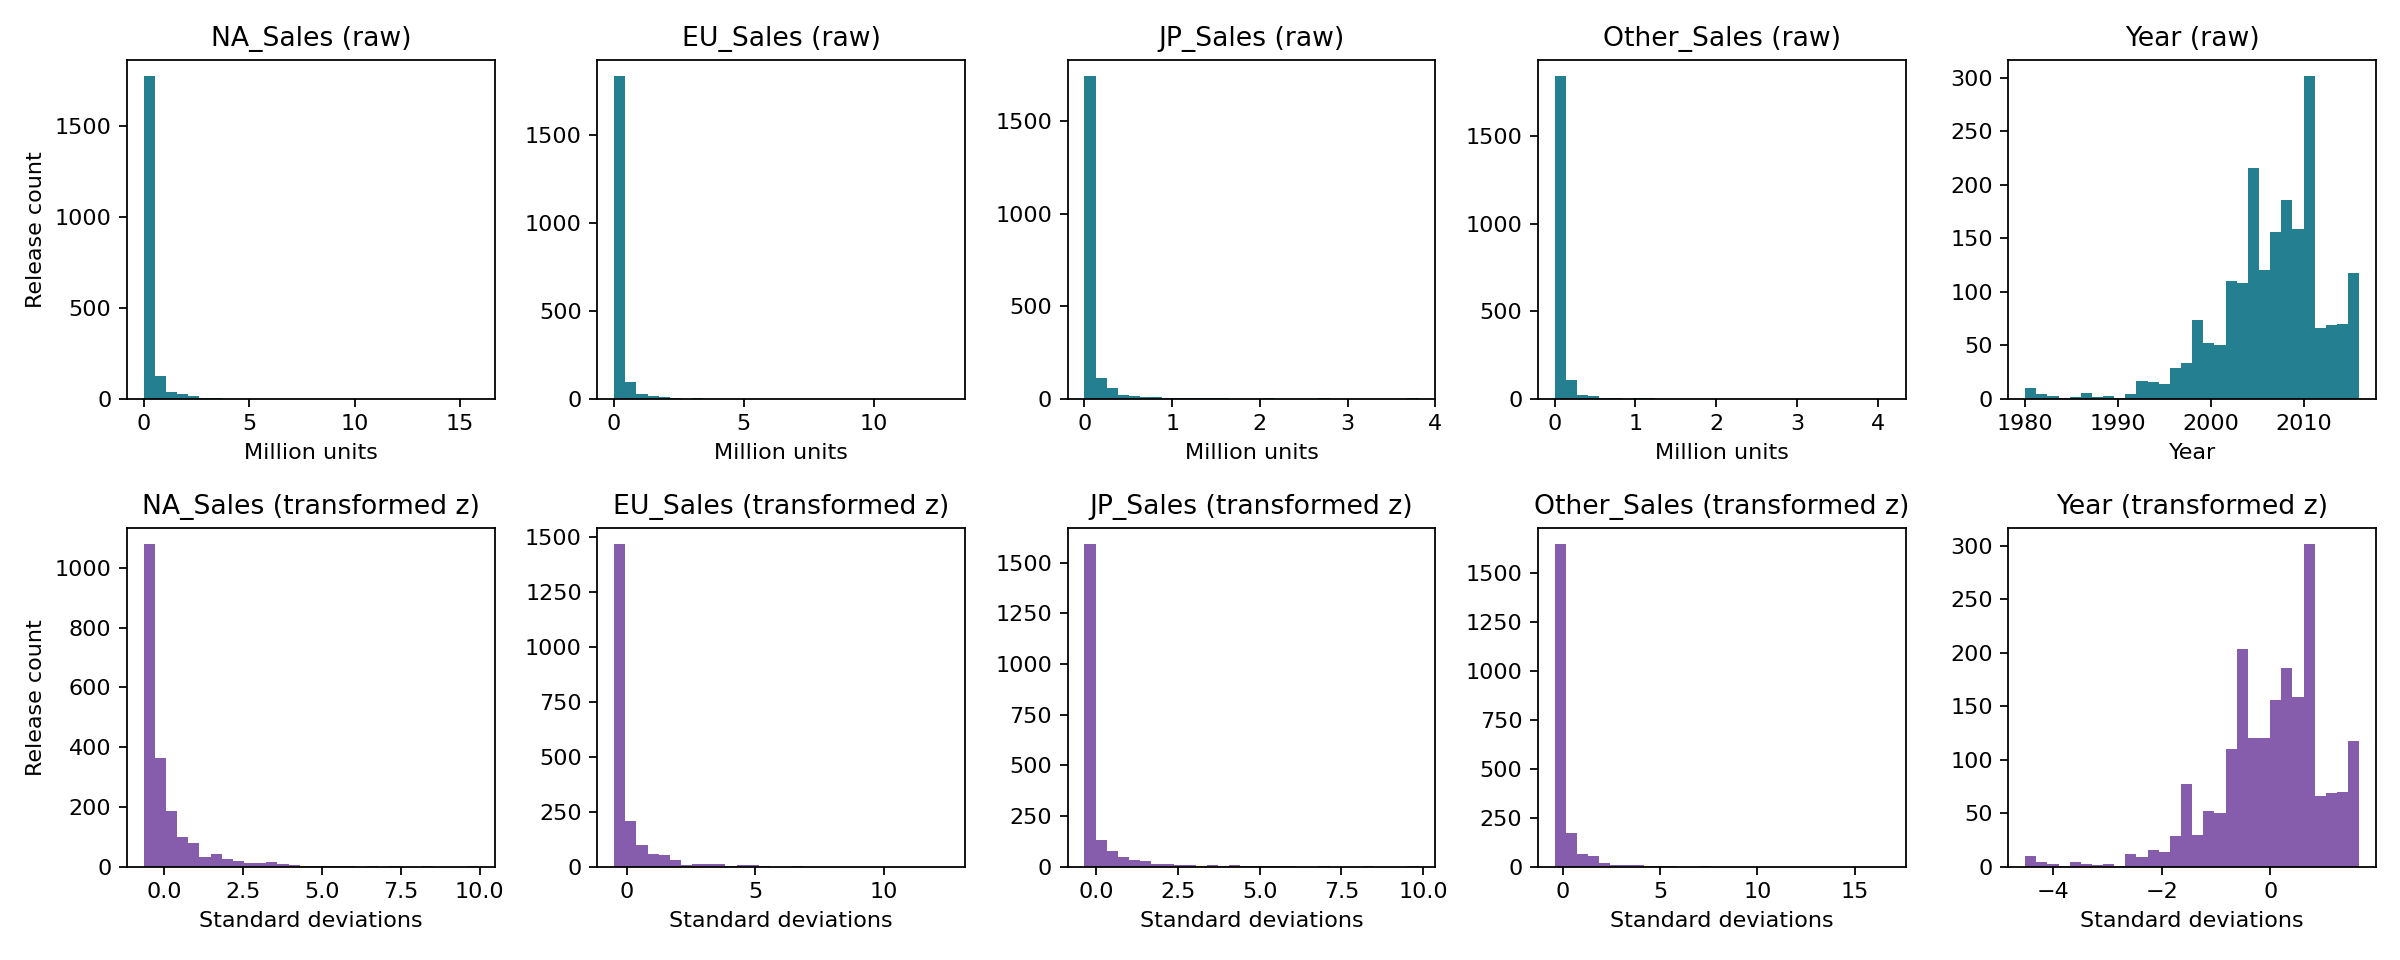 NA_Sales (raw)
EU_Sales (raw)
JP_Sales (raw)
Other_Sales (raw)
Year (raw)
Release count
1500
1000
500
0
0 5 10 15
Million units
1500
1000
500
0
0 5 10
Million units
1500
1000
500
0
0 1 2 3 4
Million units
1500
1000
500
0
0 1 2 3 4
Million units
300
250
200
150
100
50
0
1980 1990 2000 2010
Year
NA_Sales (transformed z)
EU_Sales (transformed z)
JP_Sales (transformed z)
Other_Sales (transformed z)
Year (transformed z)
Release count
1000
800
600
400
200
0
0.0 2.5 5.0 7.5 10.0
Standard deviations
1500
1250
1000
750
500
250
0
0 5 10
Standard deviations
1500
1250
1000
750
500
250
0
0.0 2.5 5.0 7.5 10.0
Standard deviations
1500
1250
1000
750
500
250
0
0 5 10 15
Standard deviations
300
250
200
150
100
50
0
−4 −2 0
Standard deviations